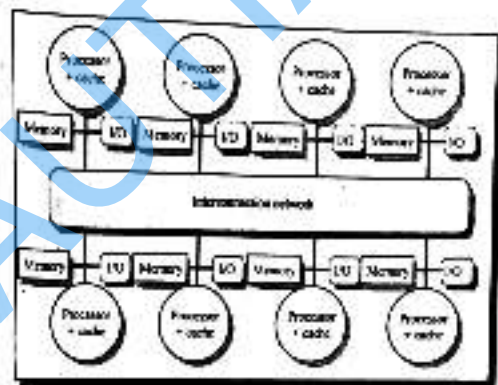 Processor
+ cache
Processor
+ cache
Processor
+ cache
Processor
+ cache
Memory I/O Memory I/O Memory I/O Memory I/O
Interconnection network
Memory I/O Memory I/O Memory I/O Memory I/O
Processor
+ cache
Processor
+ cache
Processor
+ cache
Processor
+ cache